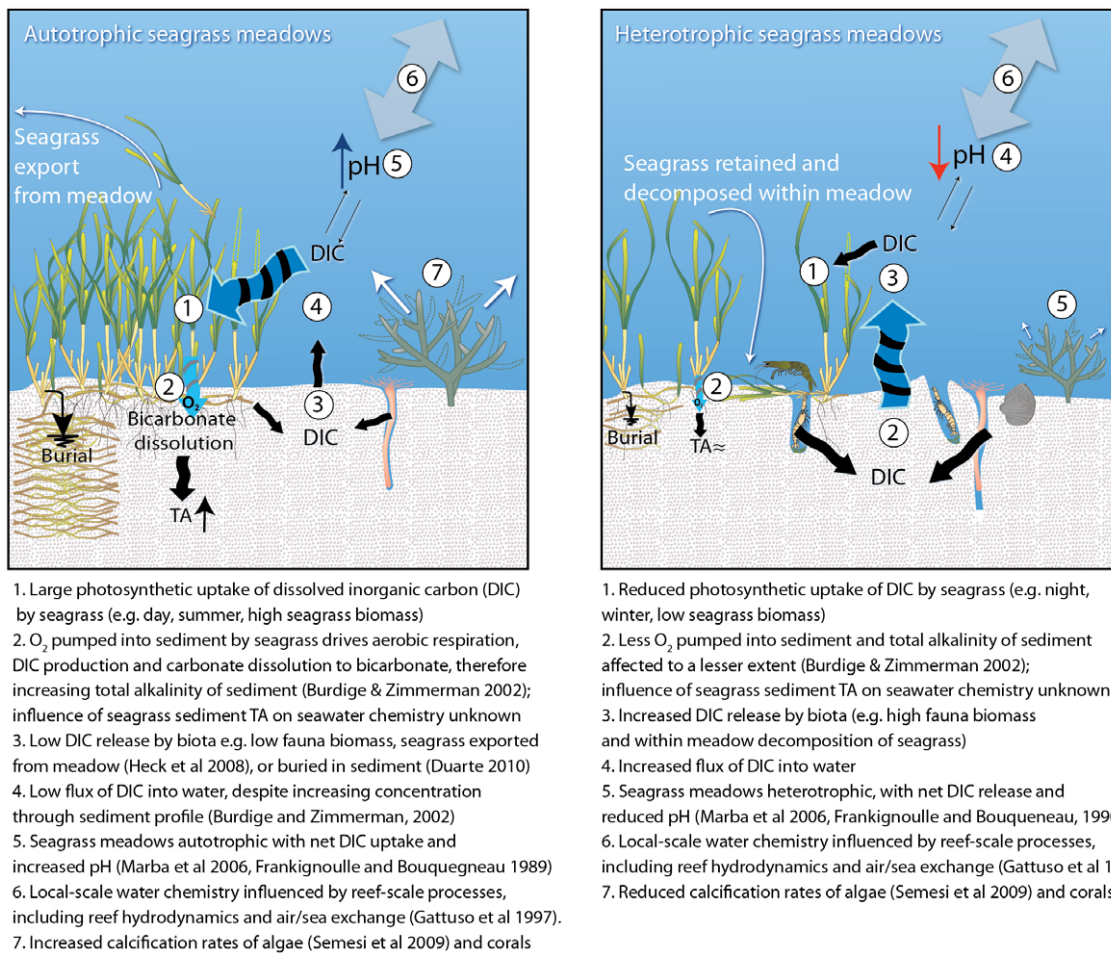 Autotrophic seagrass meadows
6
Seagrass
export
from meadow
pH 5
DIC
7
1
4
2
O2
Bicarbonate
dissolution
3
DIC
Burial
TA
Heterotrophic seagrass meadows
6
pH 4
Seagrass retained and
decomposed within meadow
DIC
1
3
5
2
O2
Burial
TA≈
2
DIC
1. Large photosynthetic uptake of dissolved inorganic carbon (DIC)
by seagrass (e.g. day, summer, high seagrass biomass)
2. O2 pumped into sediment by seagrass drives aerobic respiration,
DIC production and carbonate dissolution to bicarbonate, therefore
increasing total alkalinity of sediment (Burdige & Zimmerman 2002);
influence of seagrass sediment TA on seawater chemistry unknown
3. Low DIC release by biota e.g. low fauna biomass, seagrass exported
from meadow (Heck et al 2008), or buried in sediment (Duarte 2010)
4. Low flux of DIC into water, despite increasing concentration
through sediment profile (Burdige and Zimmerman, 2002)
5. Seagrass meadows autotrophic with net DIC uptake and
increased pH (Marba et al 2006, Frankignoulle and Bouquegneau 1989)
6. Local-scale water chemistry influenced by reef-scale processes,
including reef hydrodynamics and air/sea exchange (Gattuso et al 1997).
7. Increased calcification rates of algae (Semesi et al 2009) and corals
1. Reduced photosynthetic uptake of DIC by seagrass (e.g. night,
winter, low seagrass biomass)
2. Less O2 pumped into sediment and total alkalinity of sediment
affected to a lesser extent (Burdige & Zimmerman 2002);
influence of seagrass sediment TA on seawater chemistry unknown
3. Increased DIC release by biota (e.g. high fauna biomass
and within meadow decomposition of seagrass)
4. Increased flux of DIC into water
5. Seagrass meadows heterotrophic, with net DIC release and
reduced pH (Marba et al 2006, Frankignoulle and Bouqueneau,
6. Local-scale water chemistry influenced by reef-scale processes,
including reef hydrodynamics and air/sea exchange (Gattuso et al
7. Reduced calcification rates of algae (Semesi et al 2009) and corals